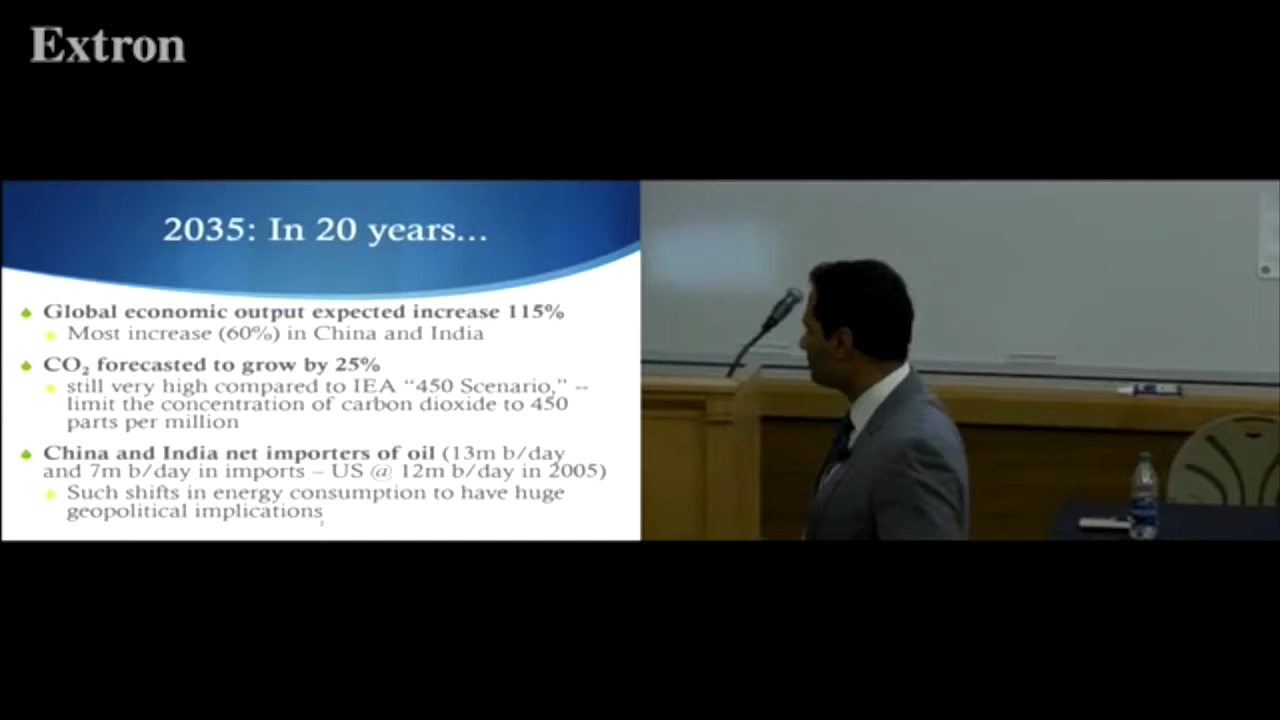 Extron
2035: In 20 years...
Global economic output expected increase 115%
Most increase (60%) in China and India
CO₂ forecasted to grow by 25%
still very high compared to IEA “450 Scenario,” --
limit the concentration of carbon dioxide to 450
parts per million
China and India net importers of oil (13m b/day
and 7m b/day in imports – US @ 12m b/day in 2005)
Such shifts in energy consumption to have huge
geopolitical implications